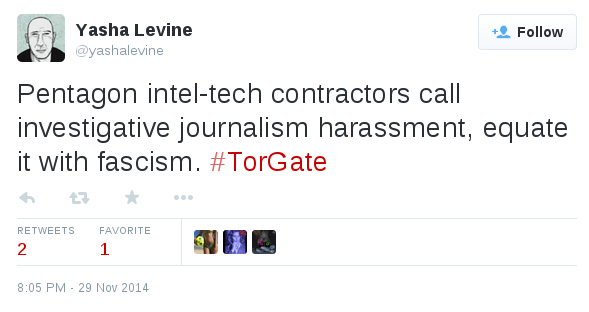 Yasha Levine
@yashalevine
Follow
Pentagon intel-tech contractors call
investigative journalism harassment, equate
it with fascism. #TorGate
RETWEETS FAVORITE
2 1
8:05 PM - 29 Nov 2014